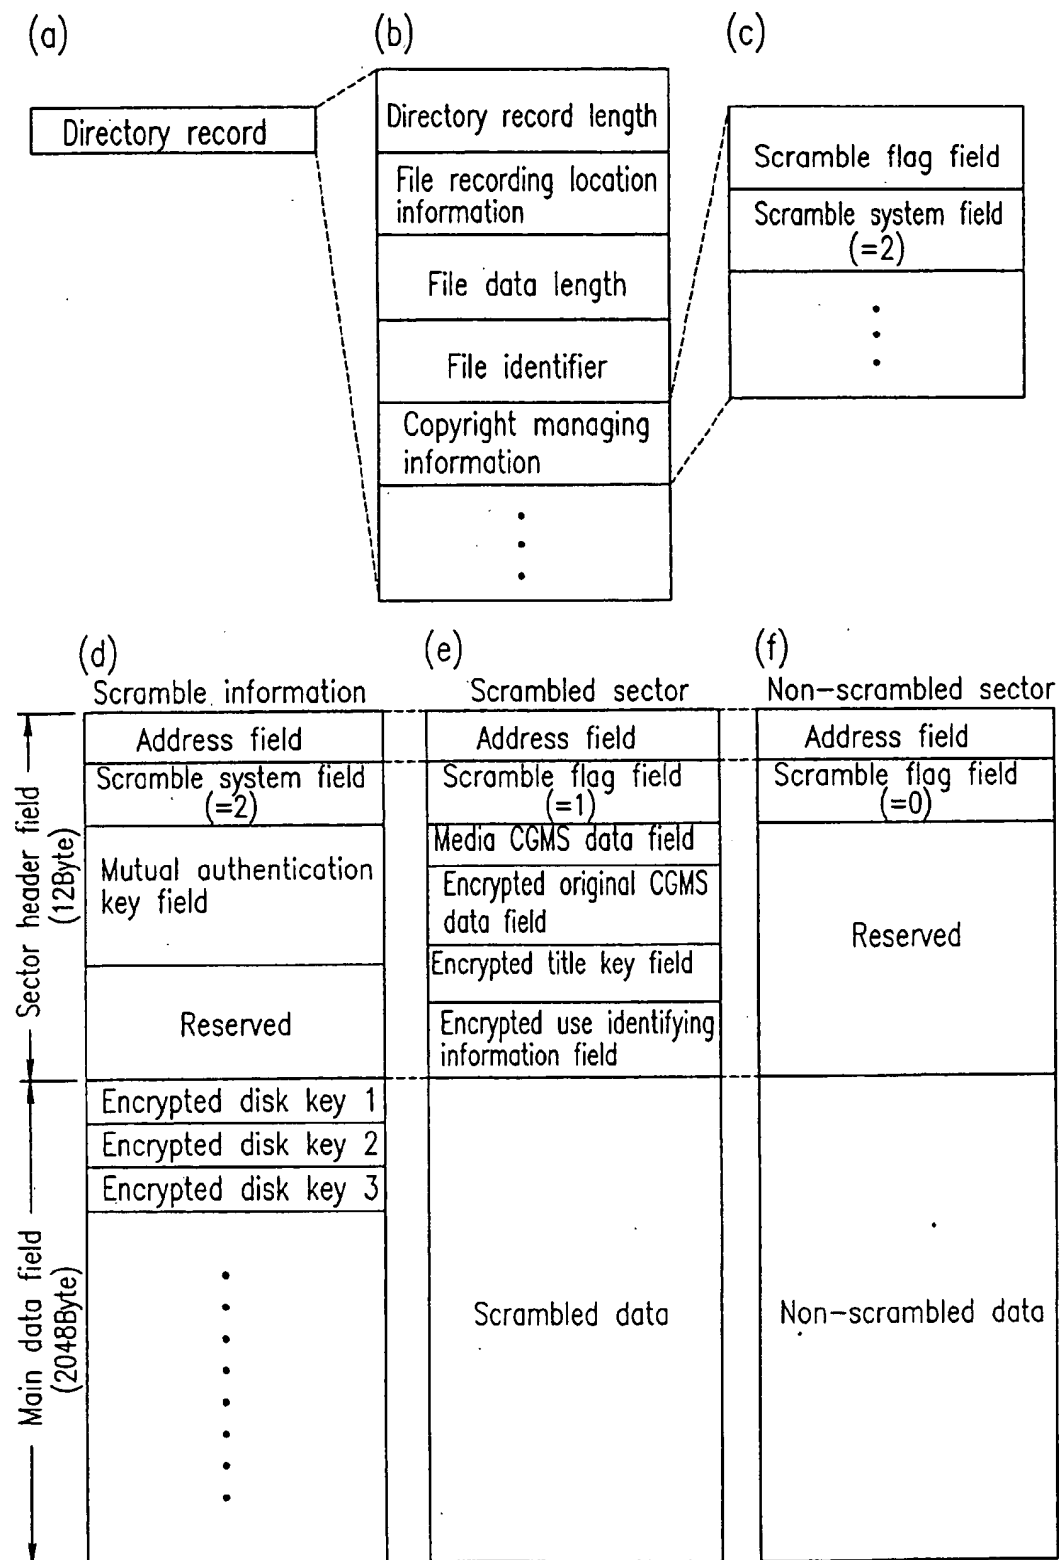 (a)
Directory record
(b)
Directory record length
File recording location
information
File data length
File identifier
Copyright managing
information
(c)
Scramble flag field
Scramble system field
(=2)
(d)
Scramble information
Address field
Scramble system field
(=2)
Mutual authentication
key field
Reserved
Encrypted disk key 1
Encrypted disk key 2
Encrypted disk key 3
(e)
Scrambled sector
Address field
Scramble flag field
(=1)
Media CGMS data field
Encrypted original CGMS
data field
Encrypted title key field
Encrypted use identifying
information field
Scrambled data
(f)
Non-scrambled sector
Address field
Scramble flag field
(=0)
Reserved
Non-scrambled data
Sector header field
(12Byte)
Main data field
(2048Byte)